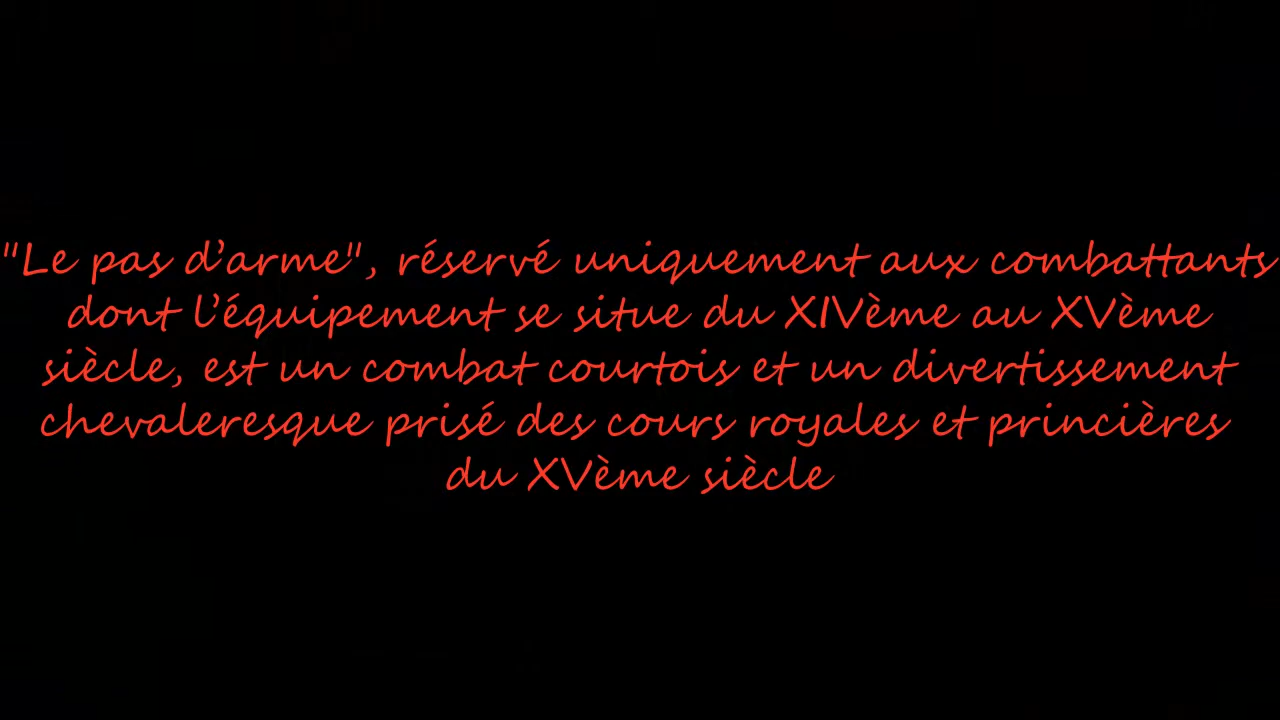 "Le pas d’arme", réservé uniquement aux combattants
dont l’équipement se situe du XIVème au XVème
siècle, est un combat courtois et un divertissement
chevaleresque prisé des cours royales et princières
du XVème siècle